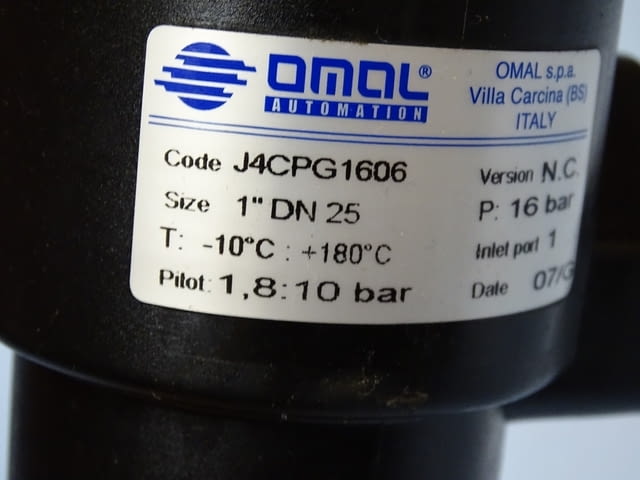 OMAL®
AUTOMATION
OMAL s.p.a.
Villa Carcina (BS)
ITALY
Code J4CPG1606
Size 1" DN 25
T: -10°C : +180°C
Pilot: 1,8:10 bar
Version N.C.
P: 16 bar
Inlet port 1
Date 07/G